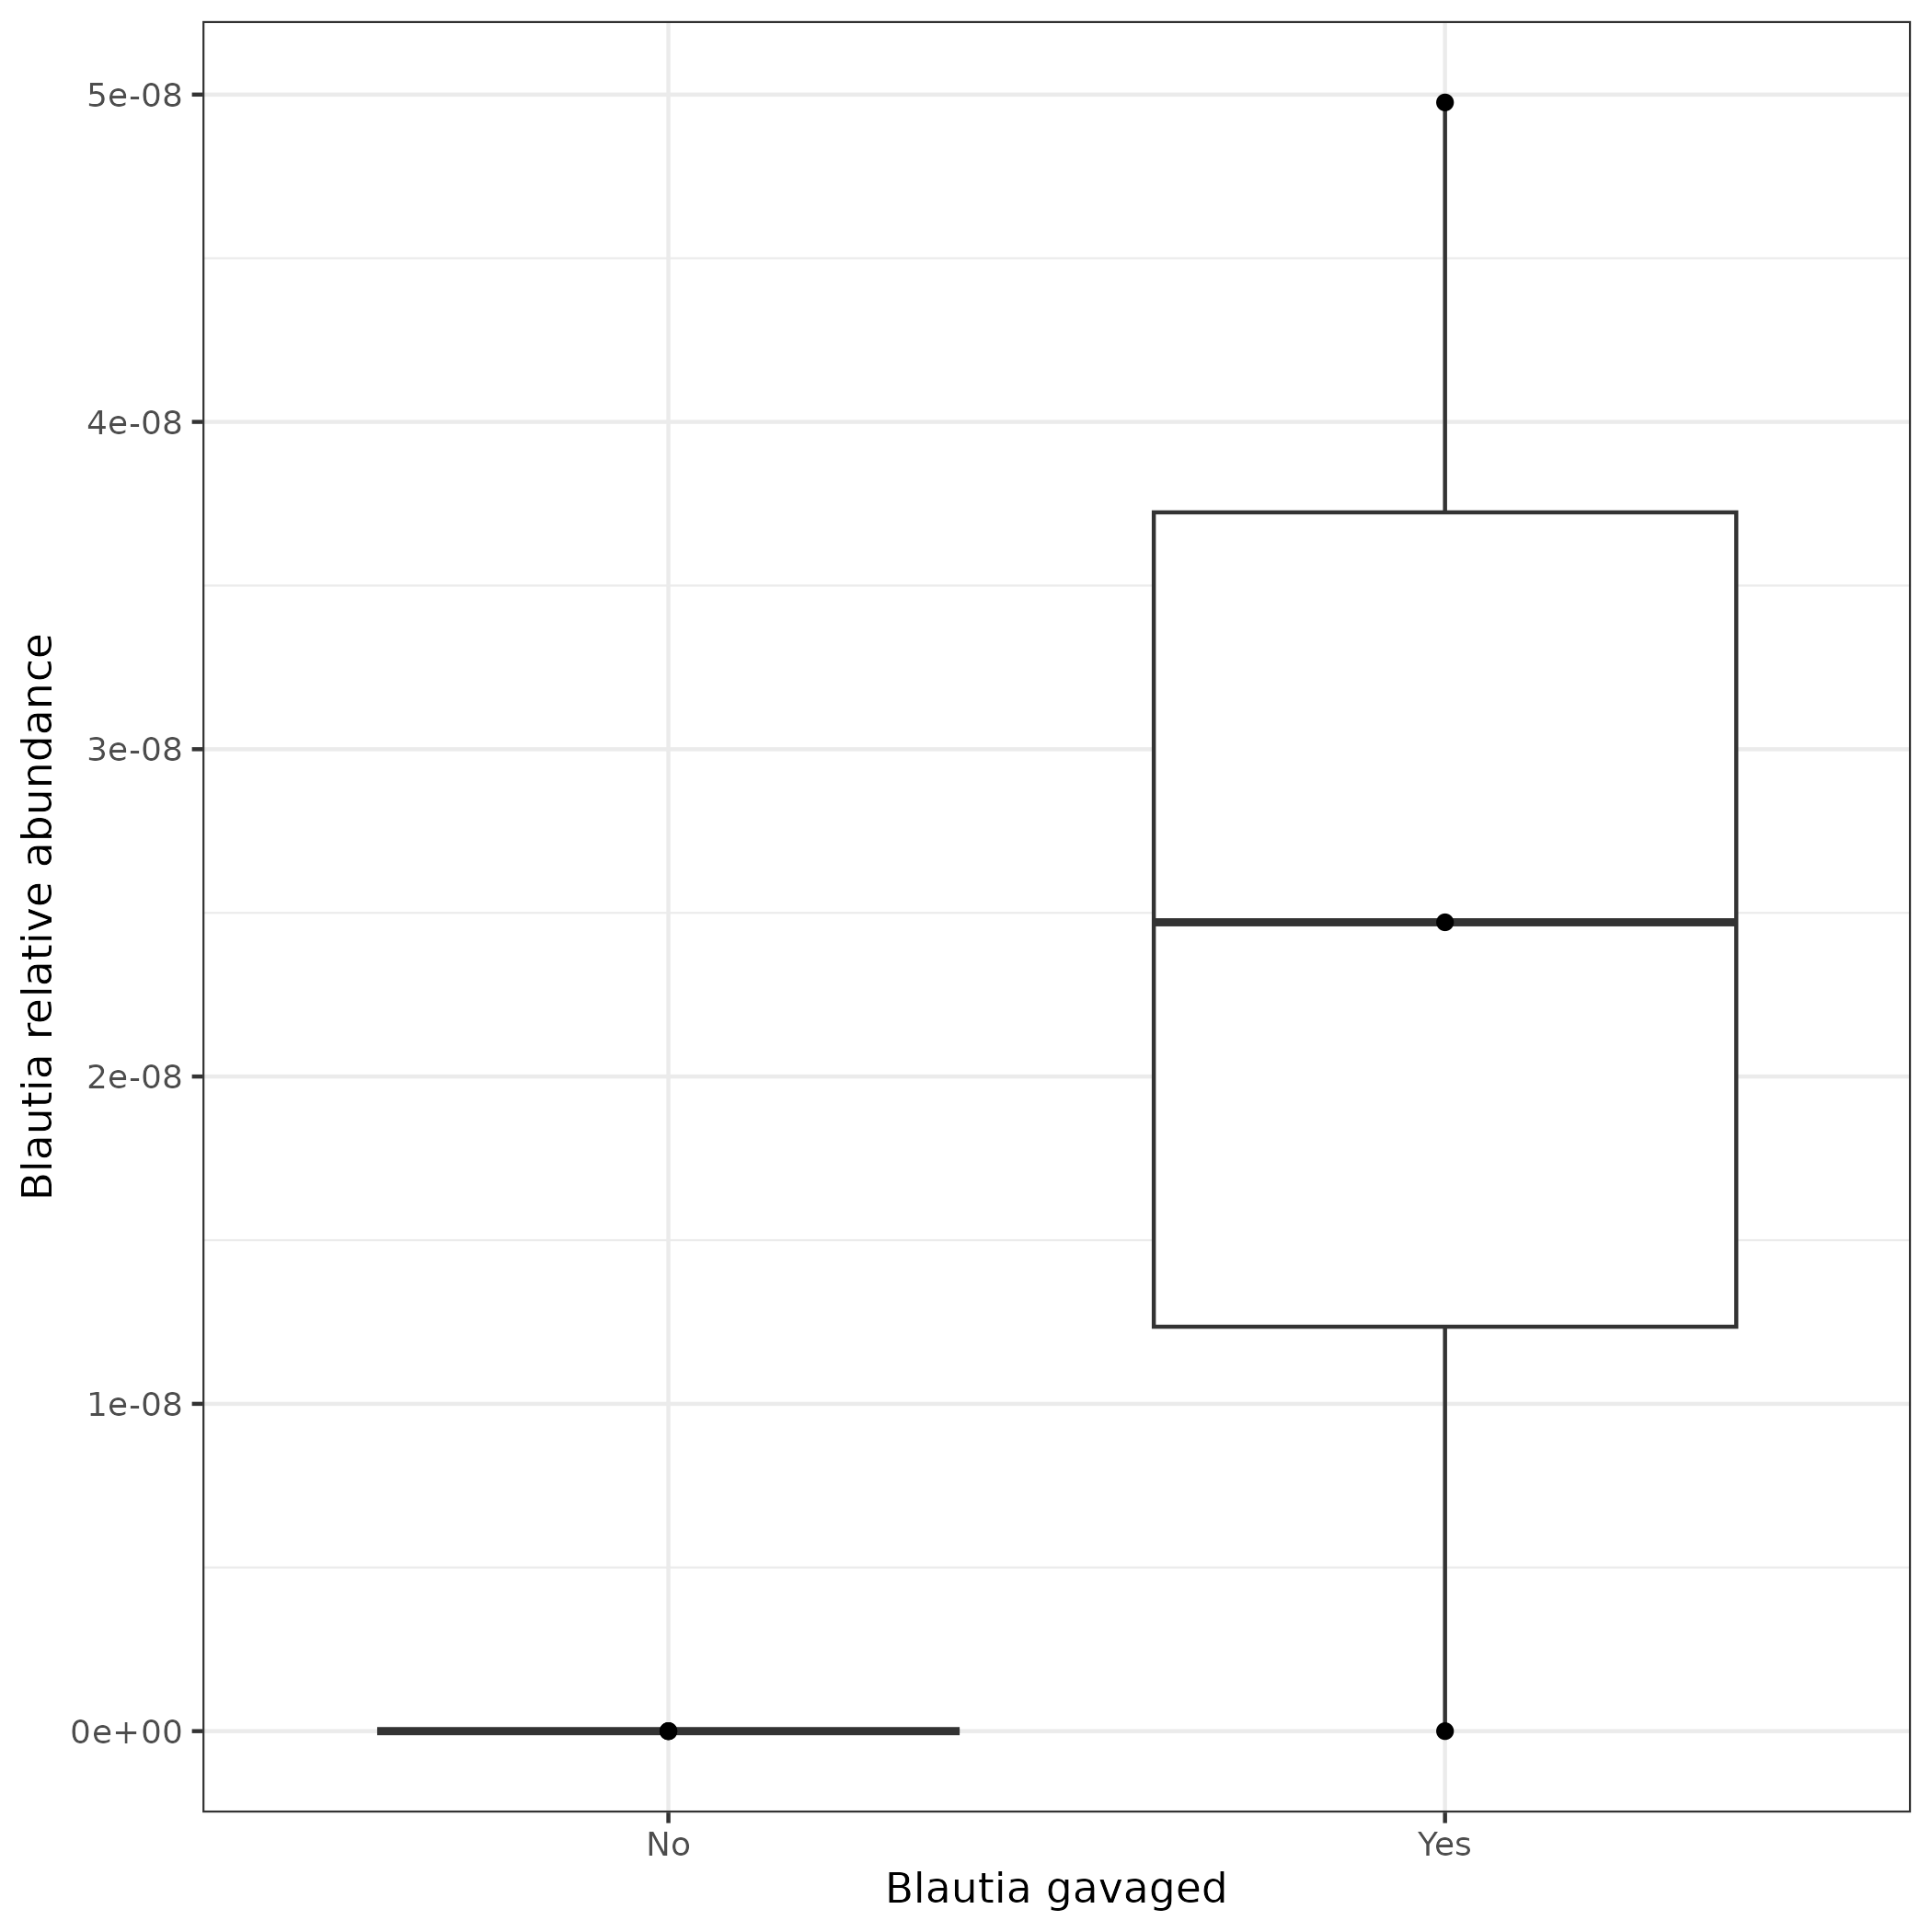 Blautia relative abundance
5e-08
4e-08
3e-08
2e-08
1e-08
0e+00
No
Yes
Blautia gavaged